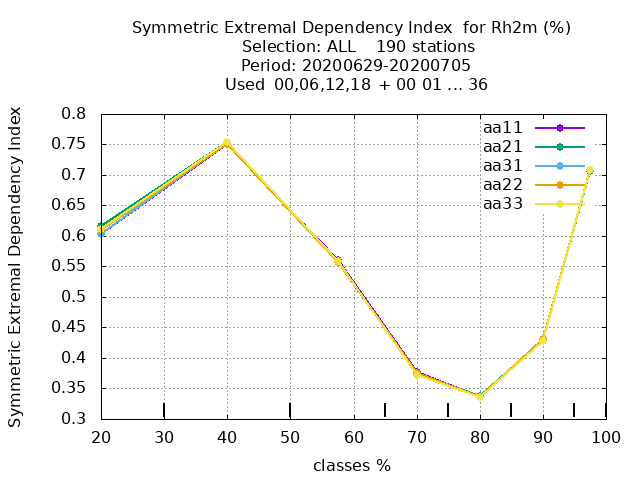 Symmetric Extremal Dependency Index for Rh2m (%)
Selection: ALL 190 stations
Period: 20200629-20200705
Used 00,06,12,18 + 00 01 ... 36
Symmetric Extremal Dependency Index
0.8
0.75
0.7
0.65
0.6
0.55
0.5
0.45
0.4
0.35
0.3
aa11
aa21
aa31
aa22
aa33
20 30 40 50 60 70 80 90 100
classes %